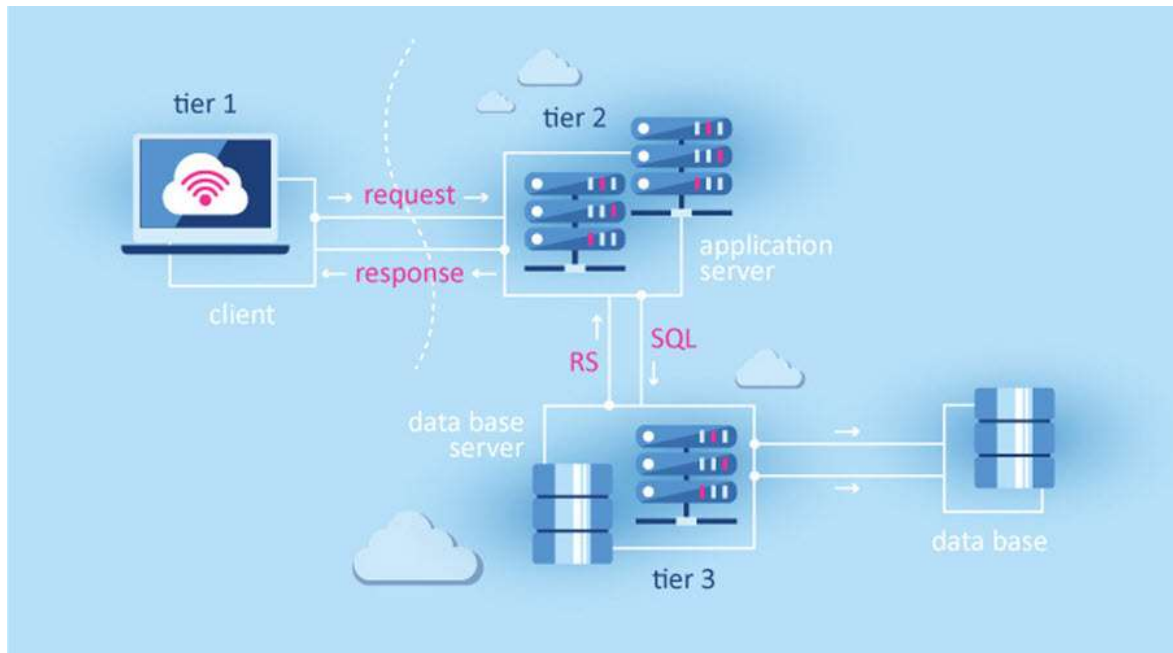 tier 1
tier 2
request
application
server
response
client
SQL
RS
data base
server
tier 3
data base